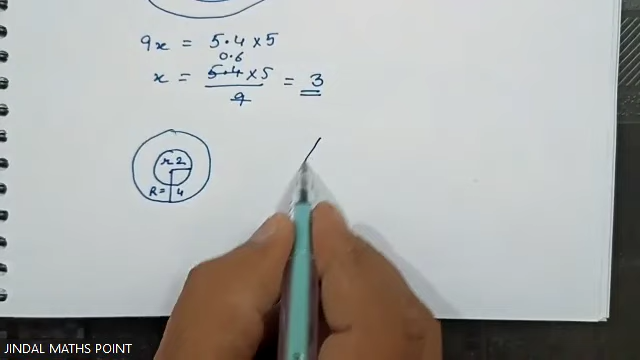 9x = 5.4 × 5
0.6
x = 5.4 × 5 / 9 = 3
r 2
R = 4
JINDAL MATHS POINT